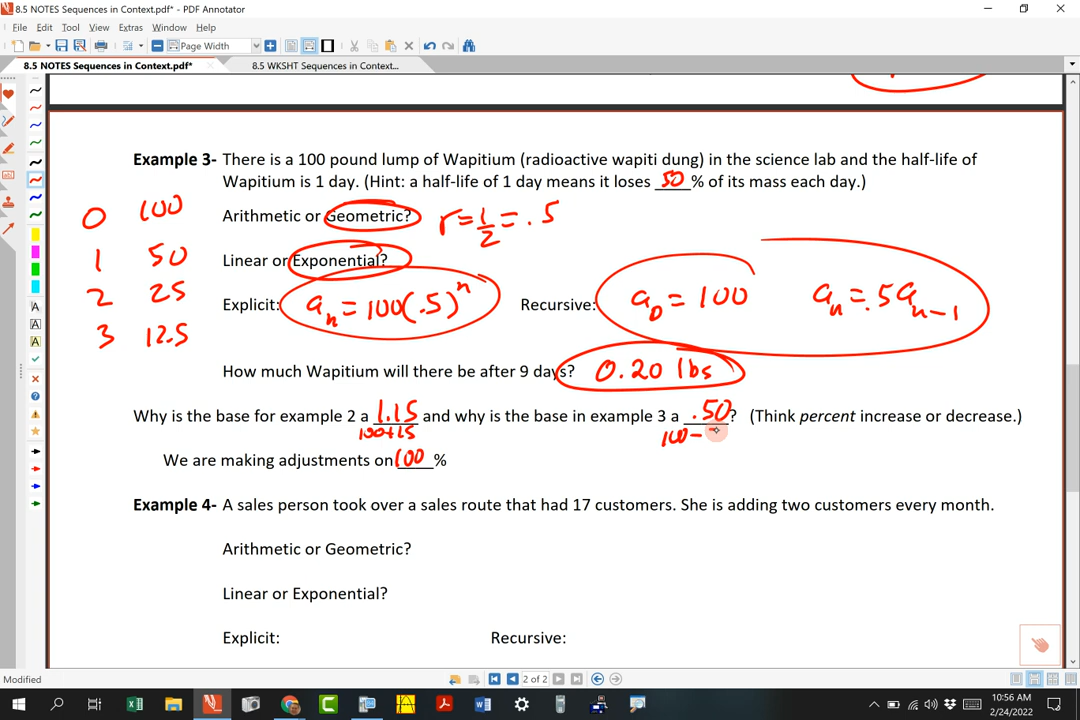 8.5 NOTES Sequences in Context.pdf* - PDF Annotator
File Edit Tool View Extras Window Help
Page Width
8.5 NOTES Sequences in Context.pdf* 8.5 WKSHT Sequences in Context...
Example 3- There is a 100 pound lump of Wapitium (radioactive wapiti dung) in the science lab and the half-life of
Wapitium is 1 day. (Hint: a half-life of 1 day means it loses 50 % of its mass each day.)
0 100
Arithmetic or Geometric? r = 1/2 = .5
1 50
Linear or Exponential?
2 25
Explicit: aₙ = 100(.5)ⁿ Recursive: a₀ = 100 aₙ = .5aₙ₋₁
3 12.5
How much Wapitium will there be after 9 days? 0.20 lbs
Why is the base for example 2 a 1.15 and why is the base in example 3 a .50? (Think percent increase or decrease.)
100+15 100-
We are making adjustments on 100 %
Example 4- A sales person took over a sales route that had 17 customers. She is adding two customers every month.
Arithmetic or Geometric?
Linear or Exponential?
Explicit: Recursive:
Modified 2 of 2
10:56 AM
2/24/2022